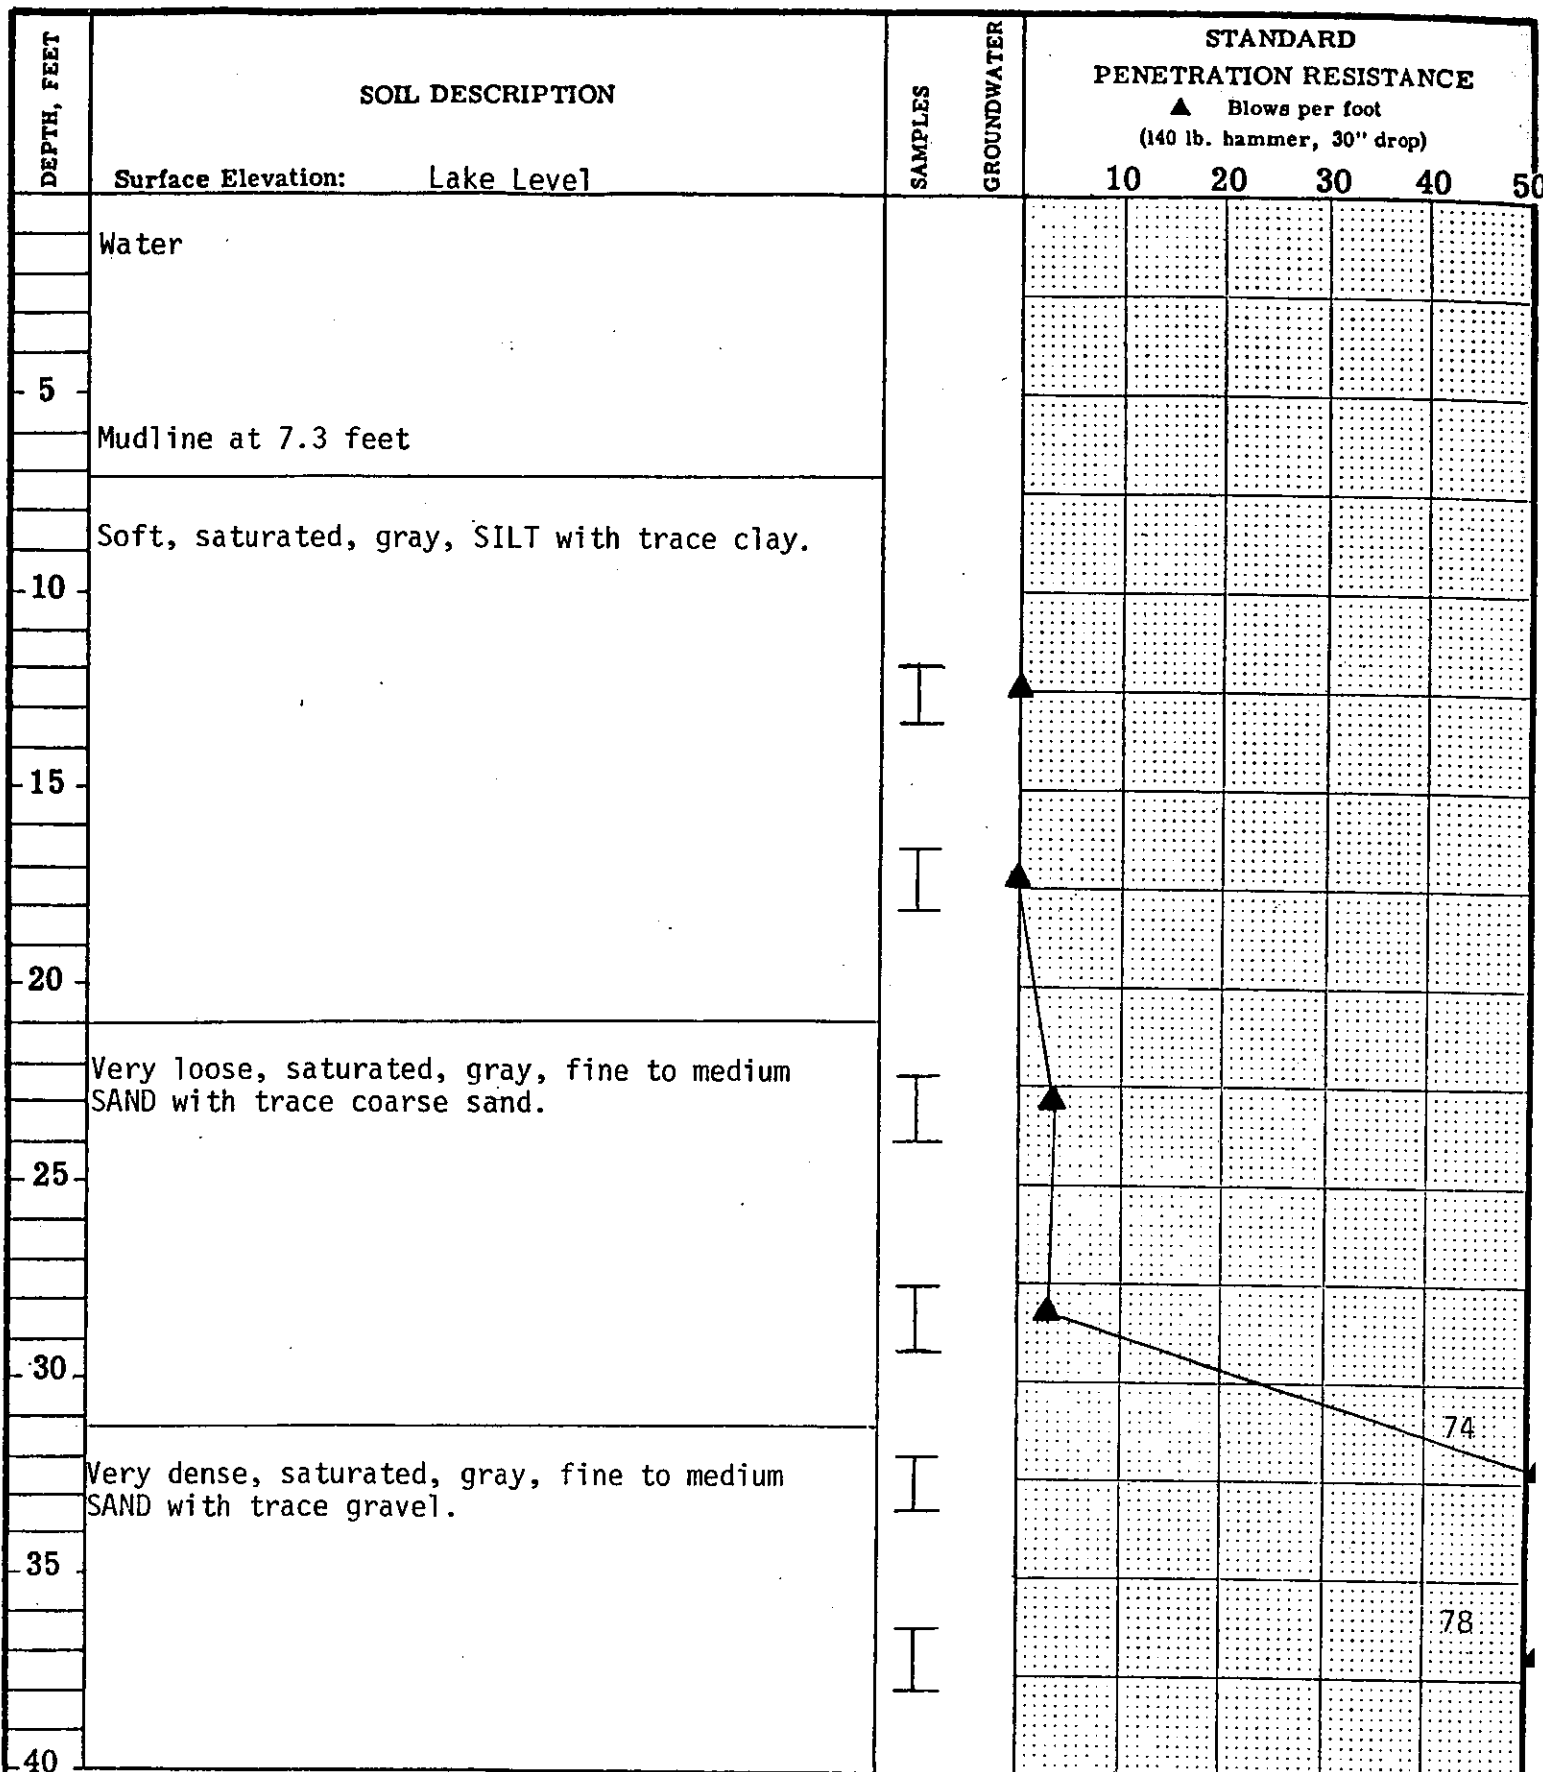 DEPTH, FEET
SOIL DESCRIPTION
Surface Elevation: Lake Level
SAMPLES
GROUNDWATER
STANDARD
PENETRATION RESISTANCE
▲ Blows per foot
(140 lb. hammer, 30" drop)
10 20 30 40 50
Water
5
Mudline at 7.3 feet
Soft, saturated, gray, SILT with trace clay.
10
15
20
Very loose, saturated, gray, fine to medium
SAND with trace coarse sand.
25
30
74
Very dense, saturated, gray, fine to medium
SAND with trace gravel.
35
78
40